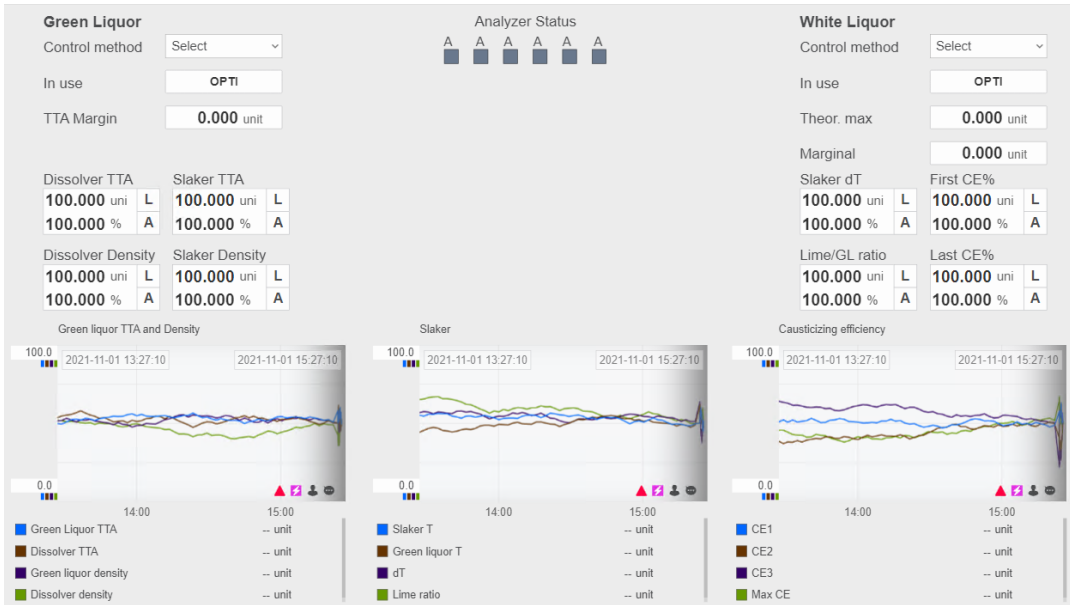 Green Liquor
Control method Select
In use OPTI
TTA Margin 0.000 unit
Dissolver TTA Slaker TTA
100.000 uni L 100.000 uni L
100.000 % A 100.000 % A
Dissolver Density Slaker Density
100.000 uni L 100.000 uni L
100.000 % A 100.000 % A
Analyzer Status
A A A A A A
White Liquor
Control method Select
In use OPTI
Theor. max 0.000 unit
Marginal 0.000 unit
Slaker dT First CE%
100.000 uni L 100.000 uni L
100.000 % A 100.000 % A
Lime/GL ratio Last CE%
100.000 uni L 100.000 uni L
100.000 % A 100.000 % A
Green liquor TTA and Density
100.0
2021-11-01 13:27:10 2021-11-01 15:27:10
0.0
14:00 15:00
Green Liquor TTA -- unit
Dissolver TTA -- unit
Green liquor density -- unit
Dissolver density -- unit
Slaker
100.0
2021-11-01 13:27:10 2021-11-01 15:27:10
0.0
14:00 15:00
Slaker T -- unit
Green liquor T -- unit
dT -- unit
Lime ratio -- unit
Causticizing efficiency
100.0
2021-11-01 13:27:10 2021-11-01 15:27:10
0.0
14:00 15:00
CE1 -- unit
CE2 -- unit
CE3 -- unit
Max CE -- unit